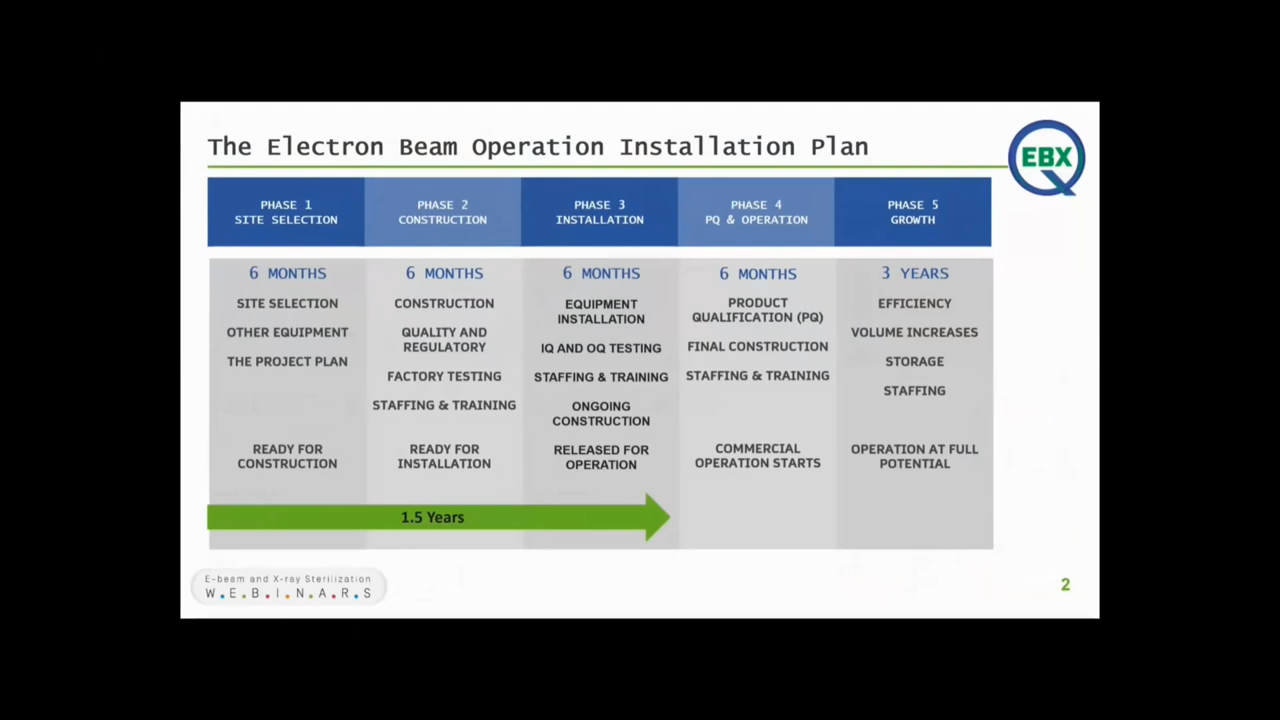 The Electron Beam Operation Installation Plan
EBX
PHASE 1
SITE SELECTION
PHASE 2
CONSTRUCTION
PHASE 3
INSTALLATION
PHASE 4
PQ & OPERATION
PHASE 5
GROWTH
6 MONTHS
SITE SELECTION
OTHER EQUIPMENT
THE PROJECT PLAN
READY FOR
CONSTRUCTION
6 MONTHS
CONSTRUCTION
QUALITY AND
REGULATORY
FACTORY TESTING
STAFFING & TRAINING
READY FOR
INSTALLATION
6 MONTHS
EQUIPMENT
INSTALLATION
IQ AND OQ TESTING
STAFFING & TRAINING
ONGOING
CONSTRUCTION
RELEASED FOR
OPERATION
6 MONTHS
PRODUCT
QUALIFICATION (PQ)
FINAL CONSTRUCTION
STAFFING & TRAINING
COMMERCIAL
OPERATION STARTS
3 YEARS
EFFICIENCY
VOLUME INCREASES
STORAGE
STAFFING
OPERATION AT FULL
POTENTIAL
1.5 Years
E-beam and X-ray Sterilization
W.E.B.I.N.A.R.S
2